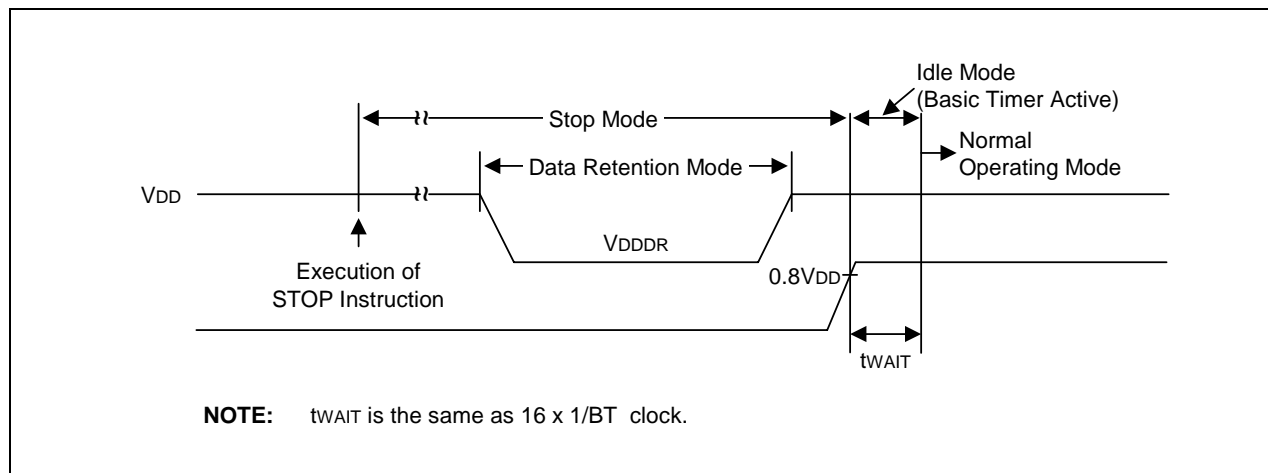 Idle Mode
(Basic Timer Active)
Stop Mode
Normal
Operating Mode
Data Retention Mode
VDD
VDDDR
Execution of
STOP Instruction
0.8VDD
tWAIT
NOTE: tWAIT is the same as 16 x 1/BT clock.